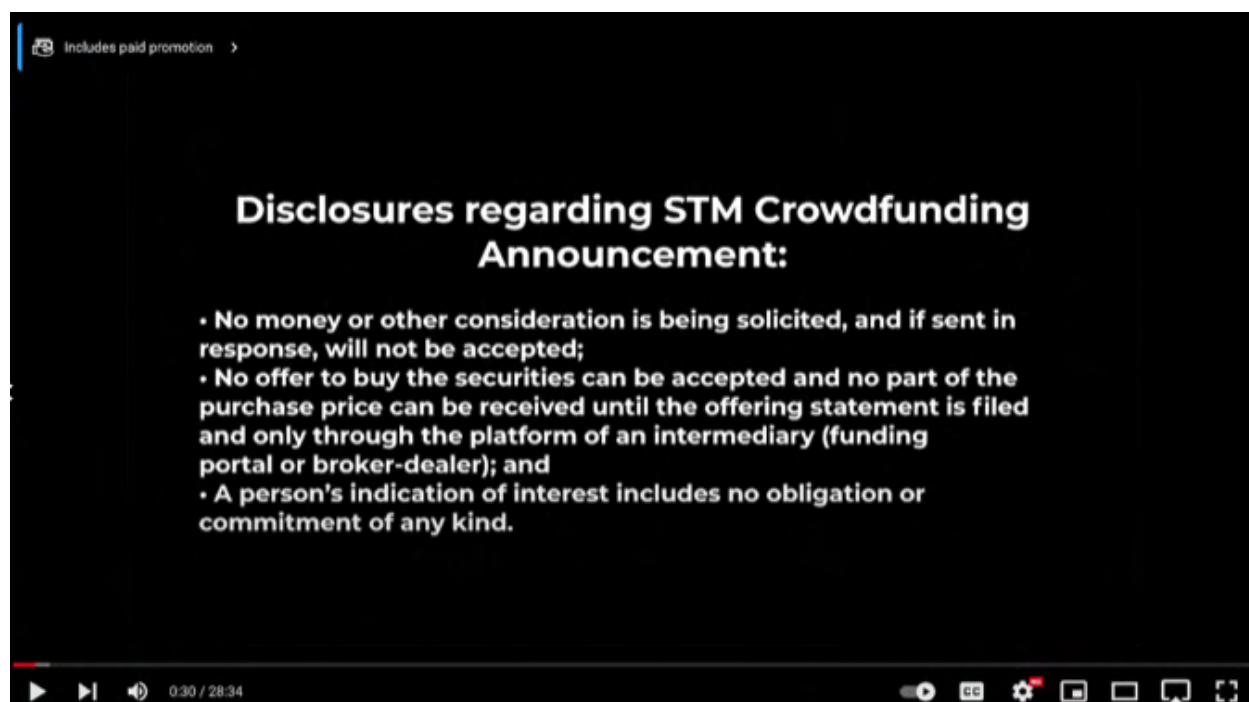 Includes paid promotion
Disclosures regarding STM Crowdfunding
Announcement:
• No money or other consideration is being solicited, and if sent in
response, will not be accepted;
• No offer to buy the securities can be accepted and no part of the
purchase price can be received until the offering statement is filed
and only through the platform of an intermediary (funding
portal or broker-dealer); and
• A person’s indication of interest includes no obligation or
commitment of any kind.
0:30 / 28:34
CC